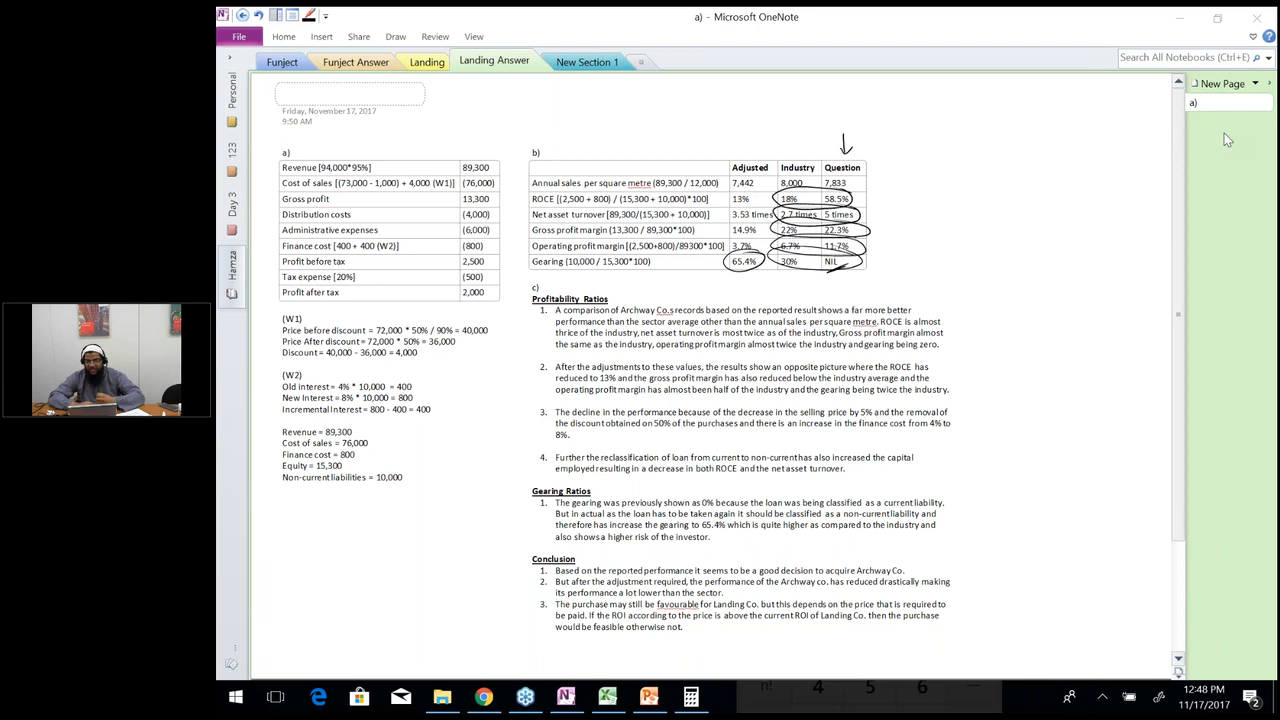 a) - Microsoft OneNote
File Home Insert Share Draw Review View
Funject Funject Answer Landing Landing Answer New Section 1
Search All Notebooks (Ctrl+E)
New Page
a)
Personal
123
Day 3
Hamza
Friday, November 17, 2017
9:50 AM
a)
Revenue [94,000*95%] 89,300
Cost of sales [(73,000 - 1,000) + 4,000 (W1)] (76,000)
Gross profit 13,300
Distribution costs (4,000)
Administrative expenses (6,000)
Finance cost [400 + 400 (W2)] (800)
Profit before tax 2,500
Tax expense [20%] (500)
Profit after tax 2,000
(W1)
Price before discount = 72,000 * 50% / 90% = 40,000
Price After discount = 72,000 * 50% = 36,000
Discount = 40,000 - 36,000 = 4,000
(W2)
Old interest = 4% * 10,000 = 400
New Interest = 8% * 10,000 = 800
Incremental Interest = 800 - 400 = 400
Revenue = 89,300
Cost of sales = 76,000
Finance cost = 800
Equity = 15,300
Non-current liabilities = 10,000
b)
Adjusted Industry Question
Annual sales per square metre (89,300 / 12,000) 7,442 8,000 7,833
ROCE [(2,500 + 800) / (15,300 + 10,000)*100] 13% 18% 58.5%
Net asset turnover [89,300/(15,300 + 10,000)] 3.53 times 2.7 times 5 times
Gross profit margin (13,300 / 89,300*100) 14.9% 22% 22.3%
Operating profit margin [(2,500+800)/89300*100] 3.7% 6.7% 11.7%
Gearing (10,000 / 15,300*100) 65.4% 30% NIL
c)
Profitability Ratios
1. A comparison of Archway Co.s records based on the reported result shows a far more better
performance than the sector average other than the annual sales per square metre. ROCE is almost
thrice of the industry, net asset turnover is most twice as of the industry, Gross profit margin almost
the same as the industry, operating profit margin almost twice the industry and gearing being zero.
2. After the adjustments to these values, the results show an opposite picture where the ROCE has
reduced to 13% and the gross profit margin has also reduced below the industry average and the
operating profit margin has almost been half of the industry and the gearing being twice the industry.
3. The decline in the performance because of the decrease in the selling price by 5% and the removal of
the discount obtained on 50% of the purchases and there is an increase in the finance cost from 4% to
8%.
4. Further the reclassification of loan from current to non-current has also increased the capital
employed resulting in a decrease in both ROCE and the net asset turnover.
Gearing Ratios
1. The gearing was previously shown as 0% because the loan was being classified as a current liability.
But in actual as the loan has to be taken again it should be classified as a non-current liability and
therefore has increase the gearing to 65.4% which is quite higher as compared to the industry and
also shows a higher risk of the investor.
Conclusion
1. Based on the reported performance it seems to be a good decision to acquire Archway Co.
2. But after the adjustment required, the performance of the Archway co. has reduced drastically making
its performance a lot lower than the sector.
3. The purchase may still be favourable for Landing Co. but this depends on the price that is required to
be paid. If the ROI according to the price is above the current ROI of Landing Co. then the purchase
would be feasible otherwise not.
n! 4 5 6
12:48 PM
11/17/2017
2